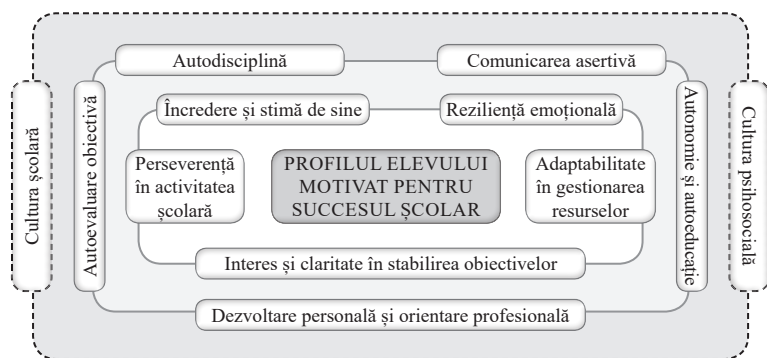 Autodisciplină
Comunicarea asertivă
Cultura școlară
Autoevaluare obiectivă
Încredere și stimă de sine
Reziliență emoțională
Perseverență
în activitatea
școlară
PROFILUL ELEVULUI
MOTIVAT PENTRU
SUCCESUL ȘCOLAR
Adaptabilitate
în gestionarea
resurselor
Autonomie și autoeducație
Cultura psihosocială
Interes și claritate în stabilirea obiectivelor
Dezvoltare personală și orientare profesională